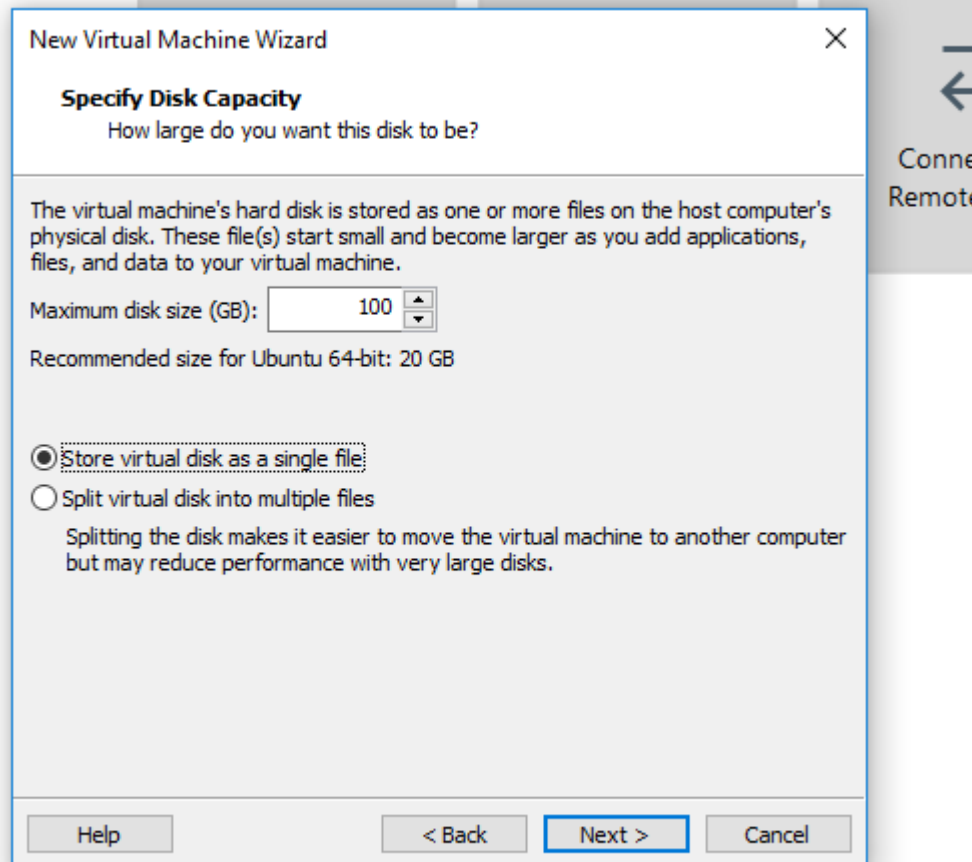 New Virtual Machine Wizard
Specify Disk Capacity
How large do you want this disk to be?
The virtual machine's hard disk is stored as one or more files on the host computer's
physical disk. These file(s) start small and become larger as you add applications,
files, and data to your virtual machine.
Maximum disk size (GB): 100
Recommended size for Ubuntu 64-bit: 20 GB
Store virtual disk as a single file
Split virtual disk into multiple files
Splitting the disk makes it easier to move the virtual machine to another computer
but may reduce performance with very large disks.
Help < Back Next > Cancel